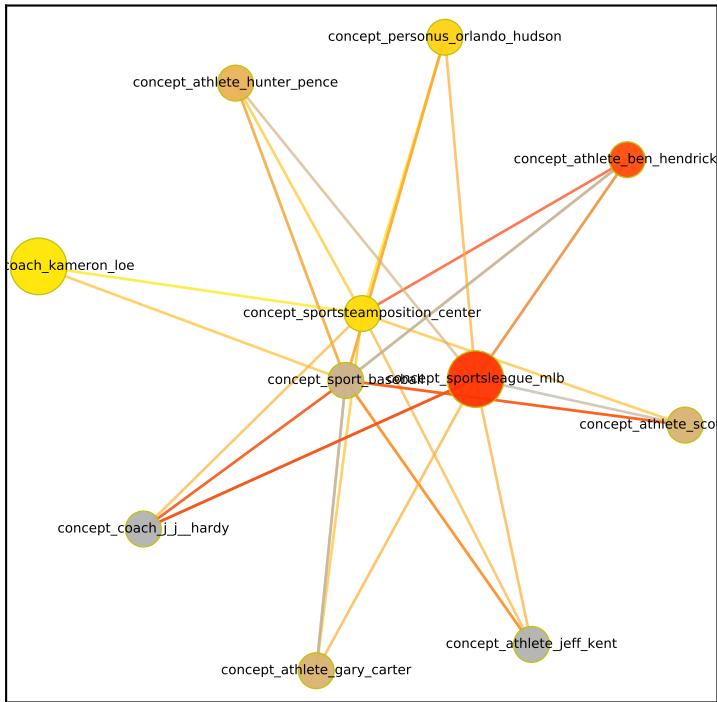 concept_personus_orlando_hudson
concept_athlete_hunter_pence
concept_athlete_ben_hendrick
coach_kameron_loe
concept_sportsteamposition_center
concept_sport_baseball
concept_sportsleague_mlb
concept_athlete_sco
concept_coach_j_j__hardy
concept_athlete_jeff_kent
concept_athlete_gary_carter